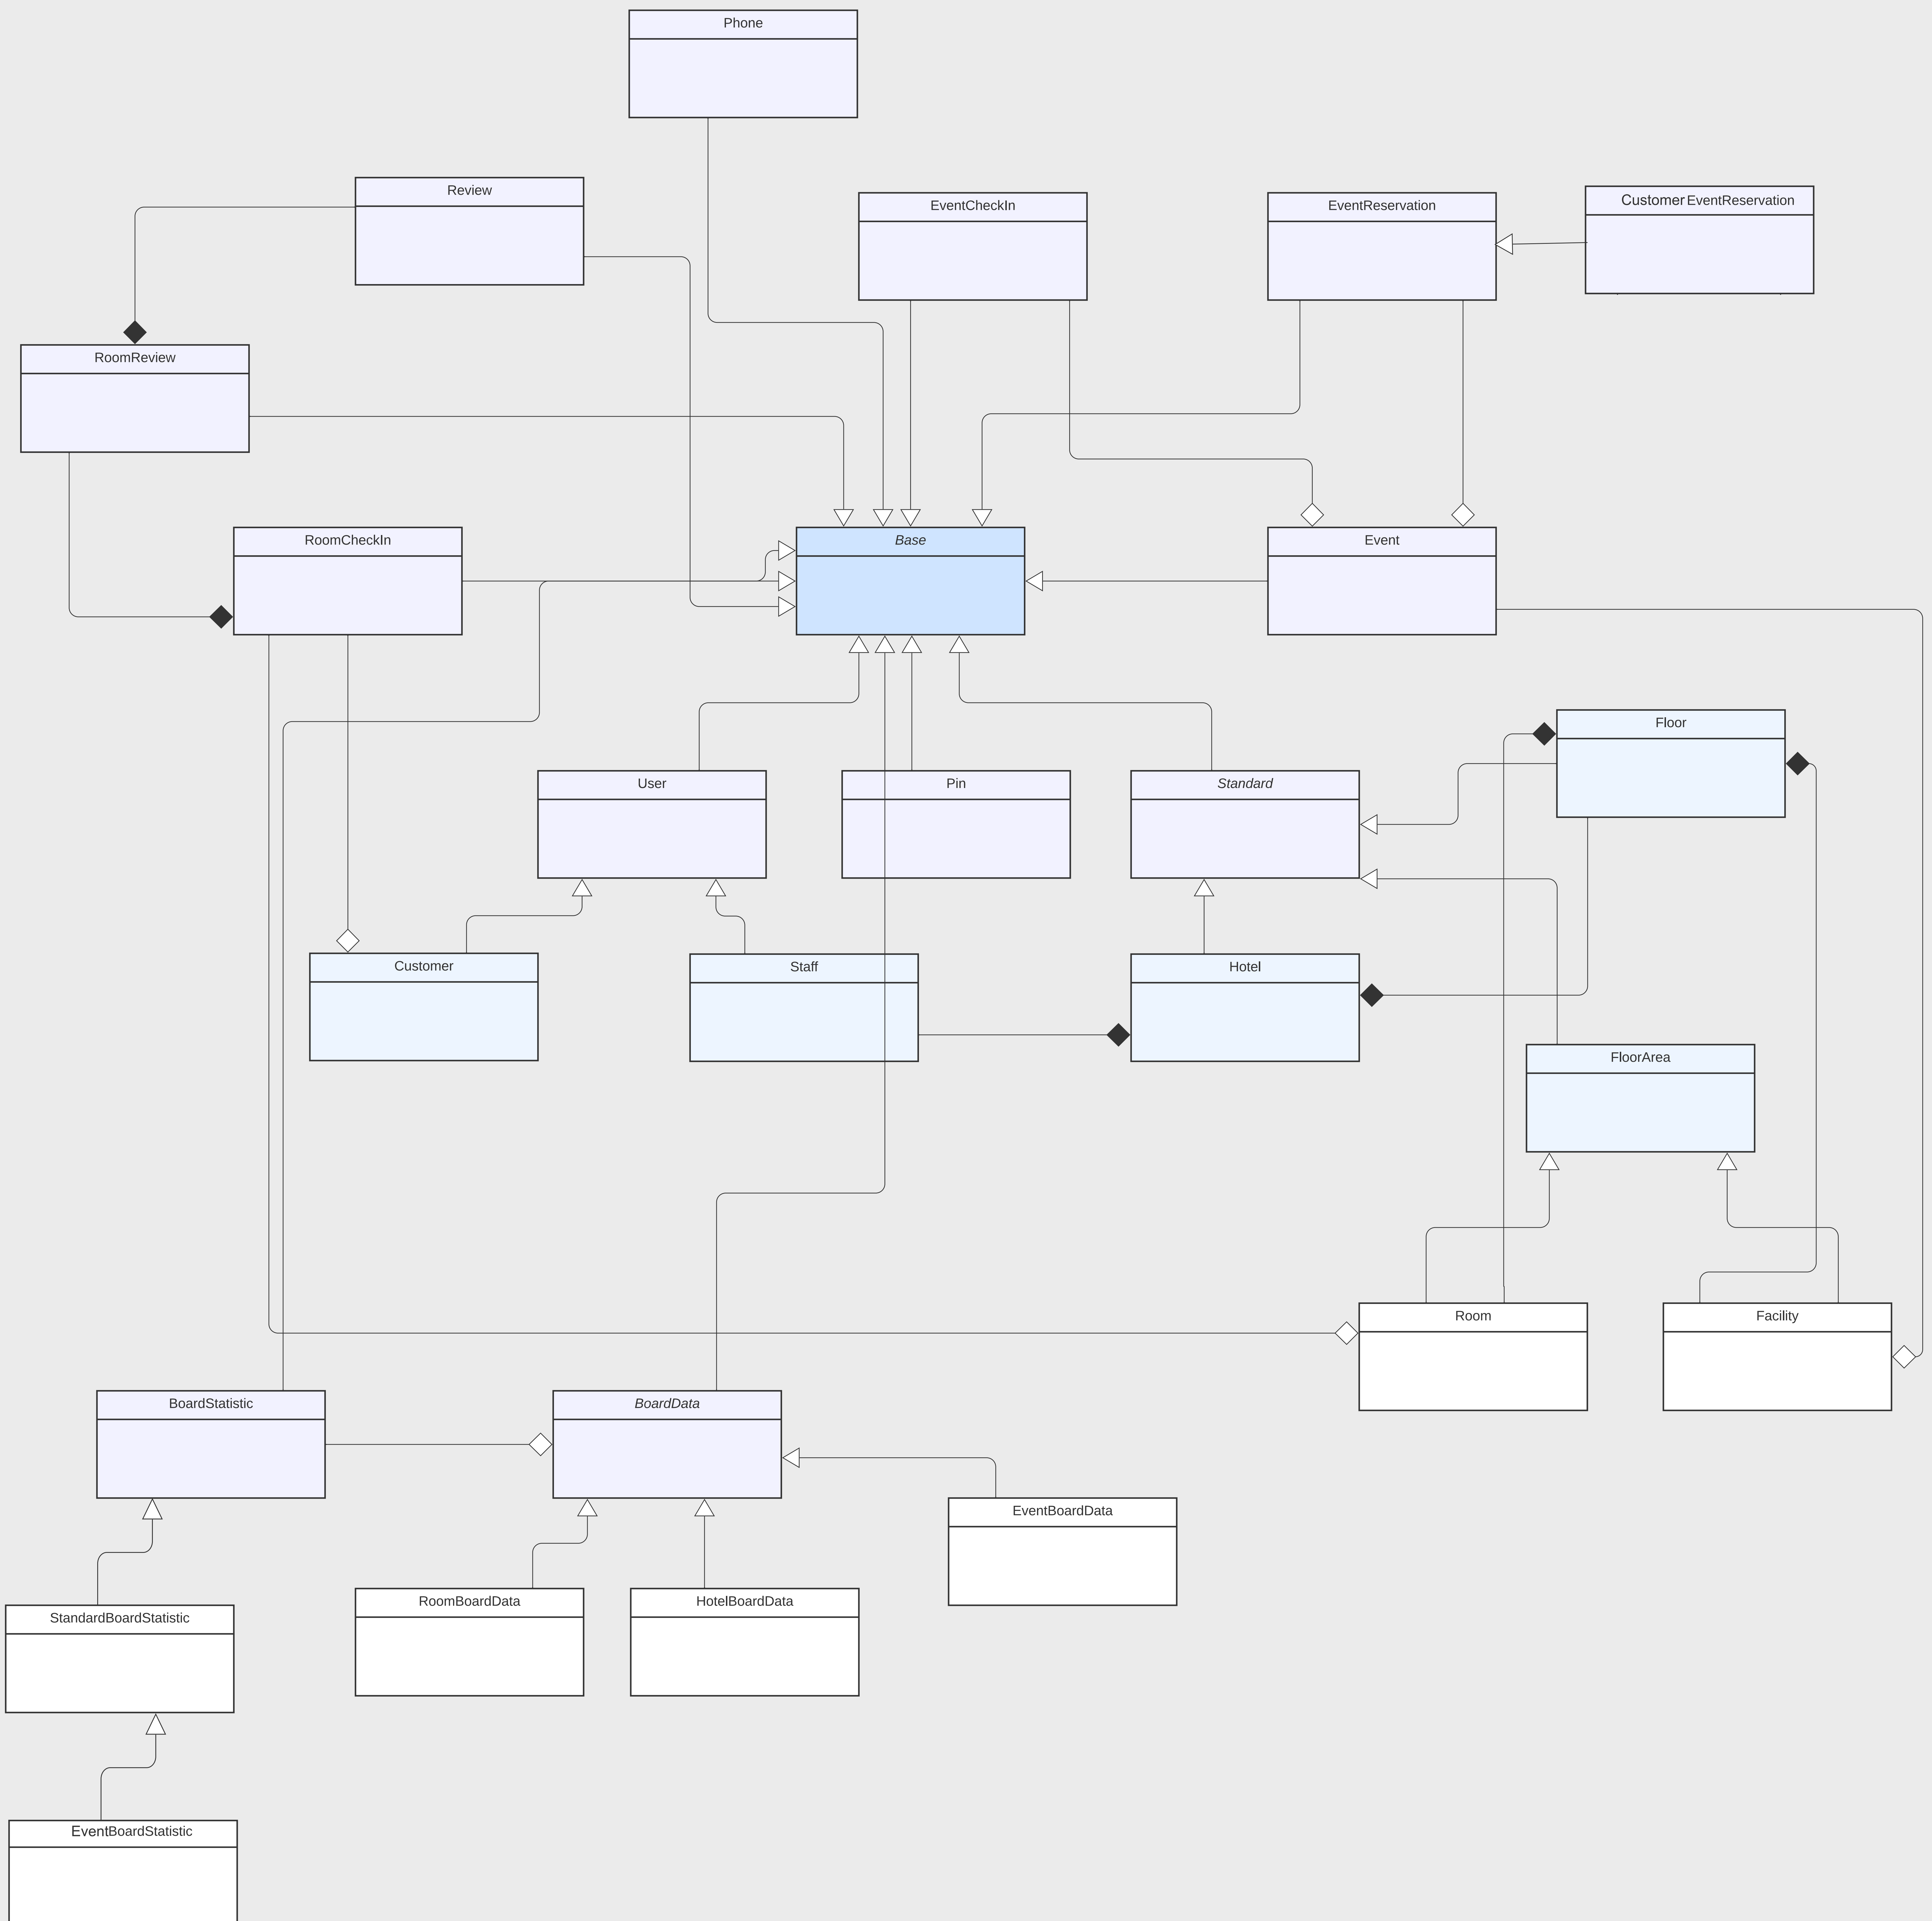 Phone
Review
EventCheckIn
EventReservation
Customer EventReservation
RoomReview
RoomCheckIn
Base
Event
Floor
User
Pin
Standard
Customer
Staff
Hotel
FloorArea
Room
Facility
BoardStatistic
BoardData
EventBoardData
RoomBoardData
HotelBoardData
StandardBoardStatistic
EventBoardStatistic